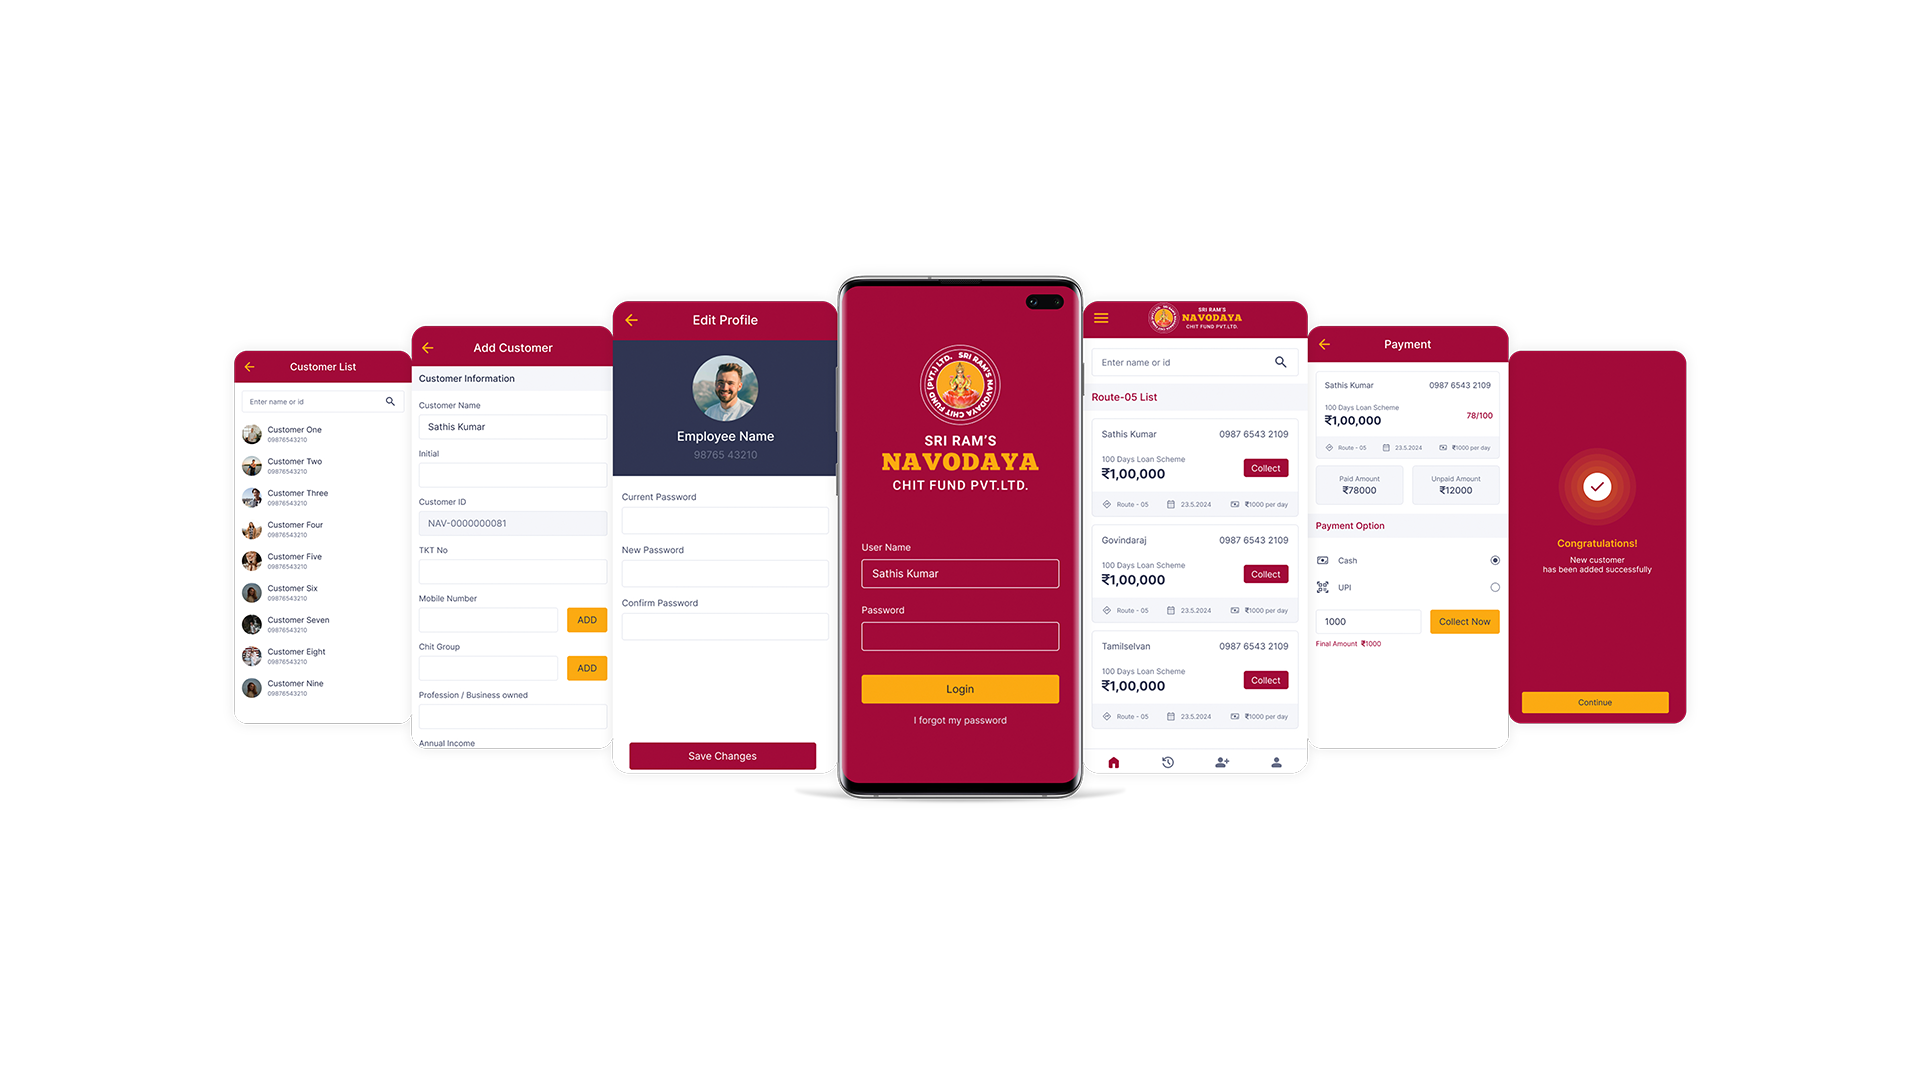 Customer List
Enter name or id
Customer One
09876543210
Customer Two
09876543210
Customer Three
09876543210
Customer Four
09876543210
Customer Five
09876543210
Customer Six
09876543210
Customer Seven
09876543210
Customer Eight
09876543210
Customer Nine
09876543210
Add Customer
Customer Information
Customer Name
Sathis Kumar
Initial
Customer ID
NAV-0000000081
TKT No
Mobile Number
ADD
Chit Group
ADD
Profession / Business owned
Annual Income
Edit Profile
Employee Name
98765 43210
Current Password
New Password
Confirm Password
Save Changes
SRI RAM'S NAVODAYA CHIT FUND (PVT.) LTD.
SRI RAM'S
NAVODAYA
CHIT FUND PVT.LTD.
User Name
Sathis Kumar
Password
Login
I forgot my password
SRI RAM'S
NAVODAYA
CHIT FUND PVT.LTD.
Enter name or id
Route-05 List
Sathis Kumar 0987 6543 2109
100 Days Loan Scheme
₹1,00,000 Collect
Route - 05 23.5.2024 ₹1000 per day
Govindaraj 0987 6543 2109
100 Days Loan Scheme
₹1,00,000 Collect
Route - 05 23.5.2024 ₹1000 per day
Tamilselvan 0987 6543 2109
100 Days Loan Scheme
₹1,00,000 Collect
Route - 05 23.5.2024 ₹1000 per day
Payment
Sathis Kumar 0987 6543 2109
100 Days Loan Scheme
₹1,00,000 78/100
Route - 05 23.5.2024 ₹1000 per day
Paid Amount Unpaid Amount
₹78000 ₹12000
Payment Option
Cash
UPI
1000 Collect Now
Final Amount ₹1000
Congratulations!
New customer
has been added successfully
Continue